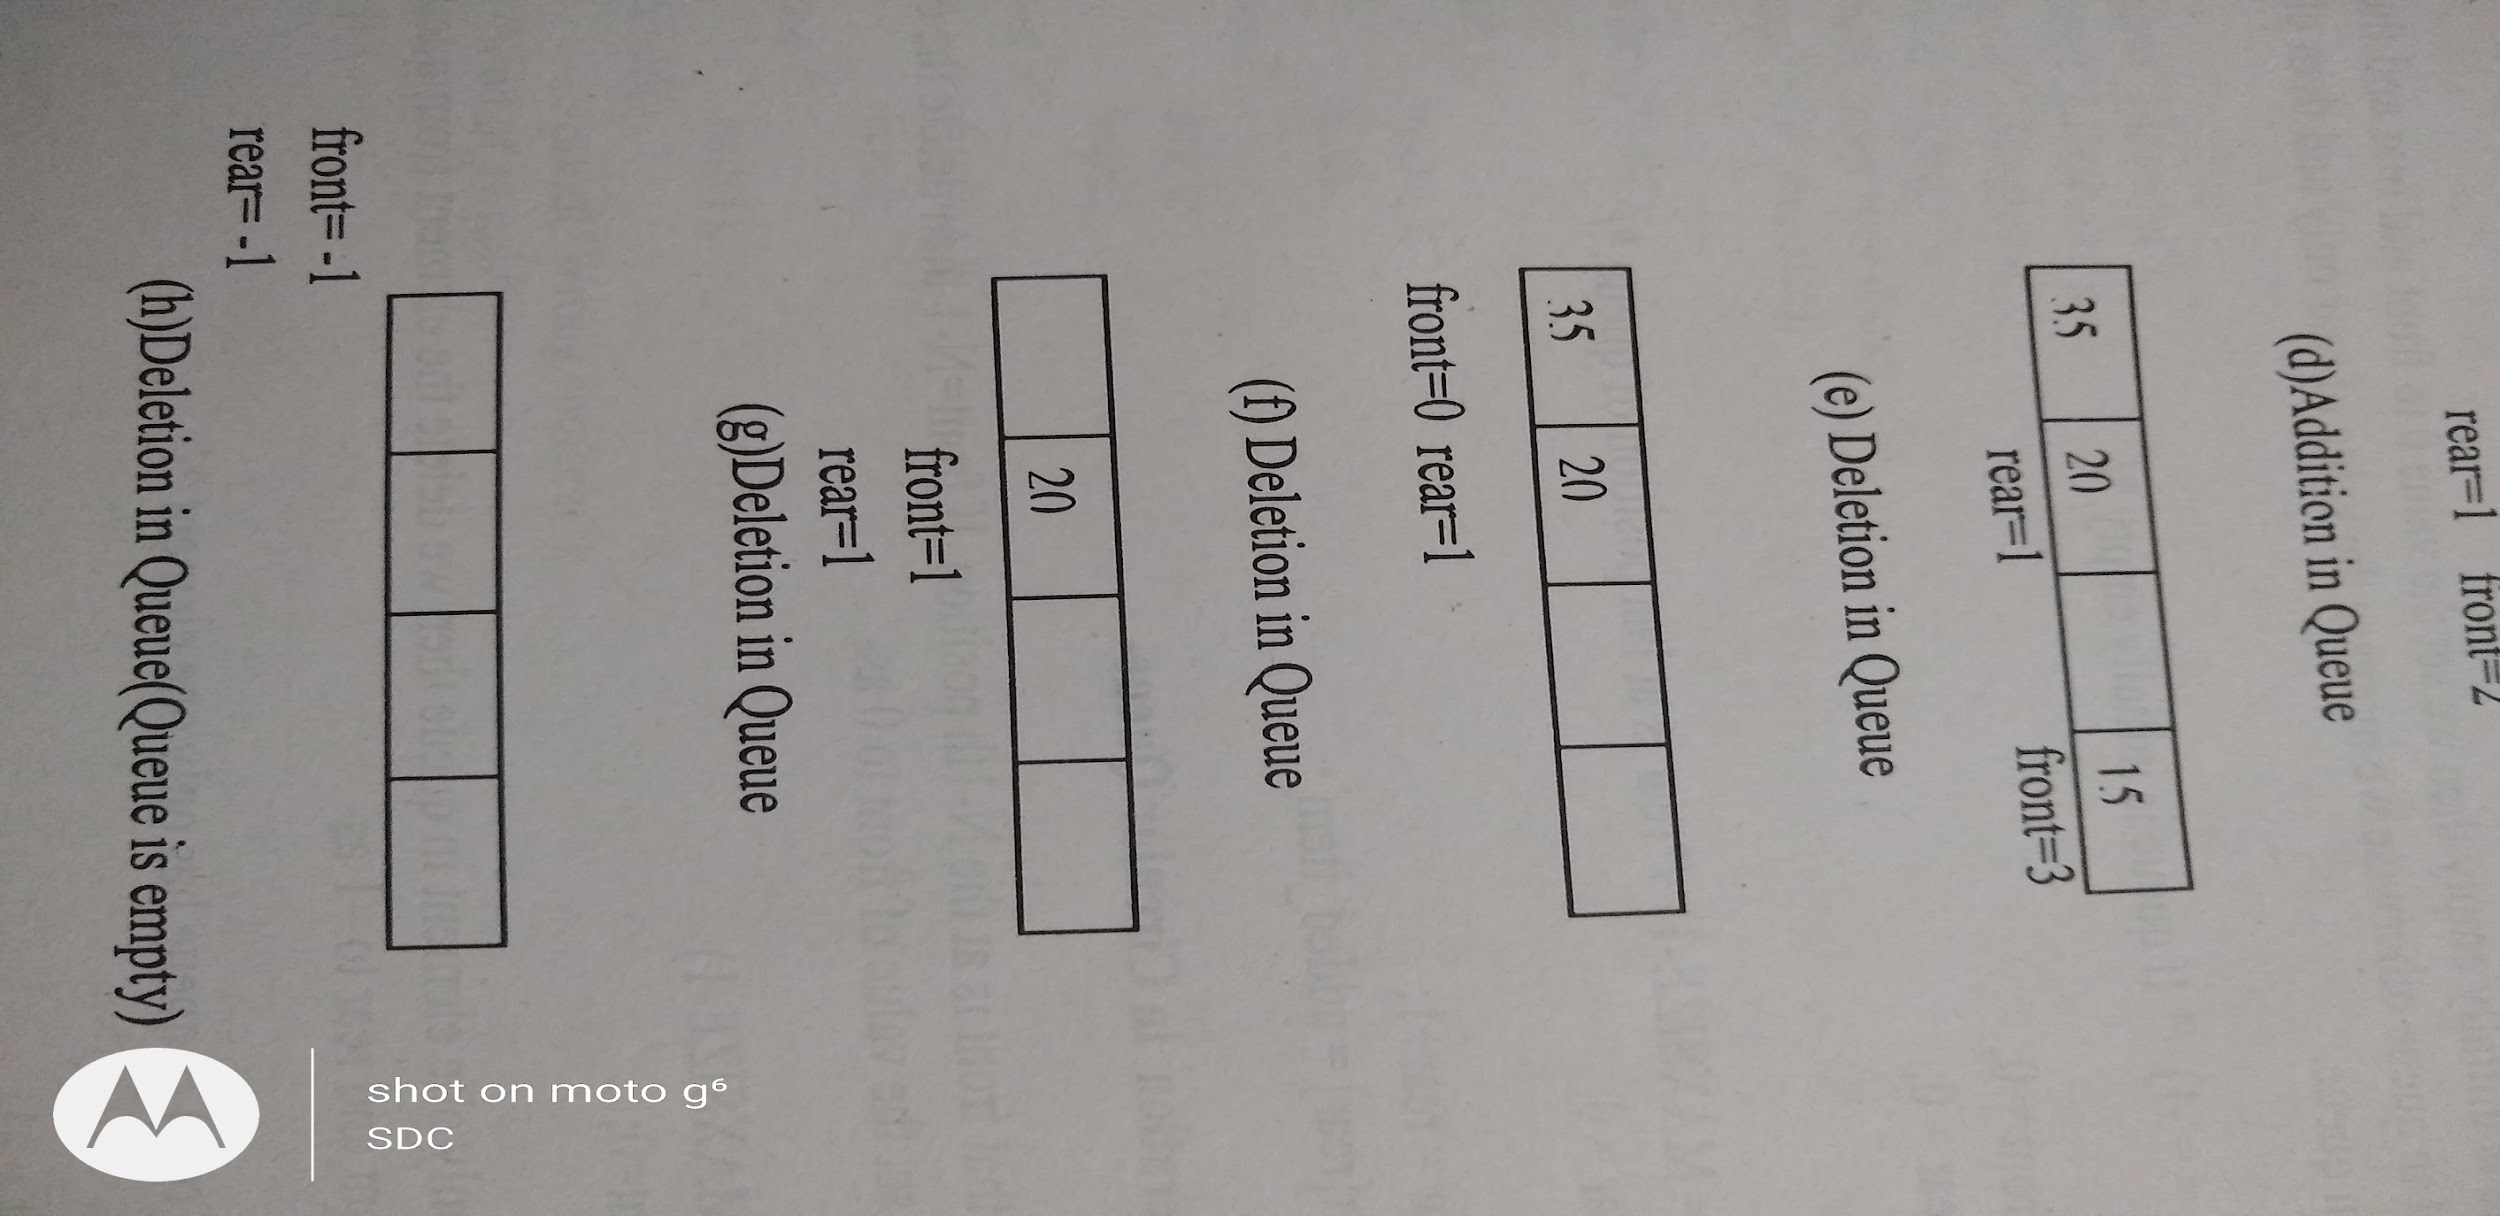 rear=1 front=2
(d)Addition in Queue
35 20 15
rear=1 front=3
(e) Deletion in Queue
35 20
front=0 rear=1
(f) Deletion in Queue
20
front=1
rear=1
(g)Deletion in Queue
front= -1
rear= -1
(h)Deletion in Queue(Queue is empty)
shot on moto g⁶
SDC